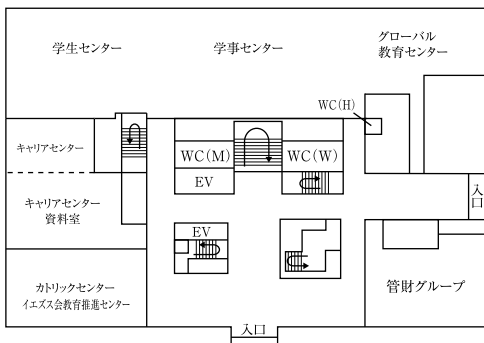 学生センター
学事センター
グローバル
教育センター
WC(H)
キャリアセンター
WC(M)
WC(W)
EV
入口
キャリアセンター
資料室
EV
カトリックセンター
イエズス会教育推進センター
管財グループ
入口